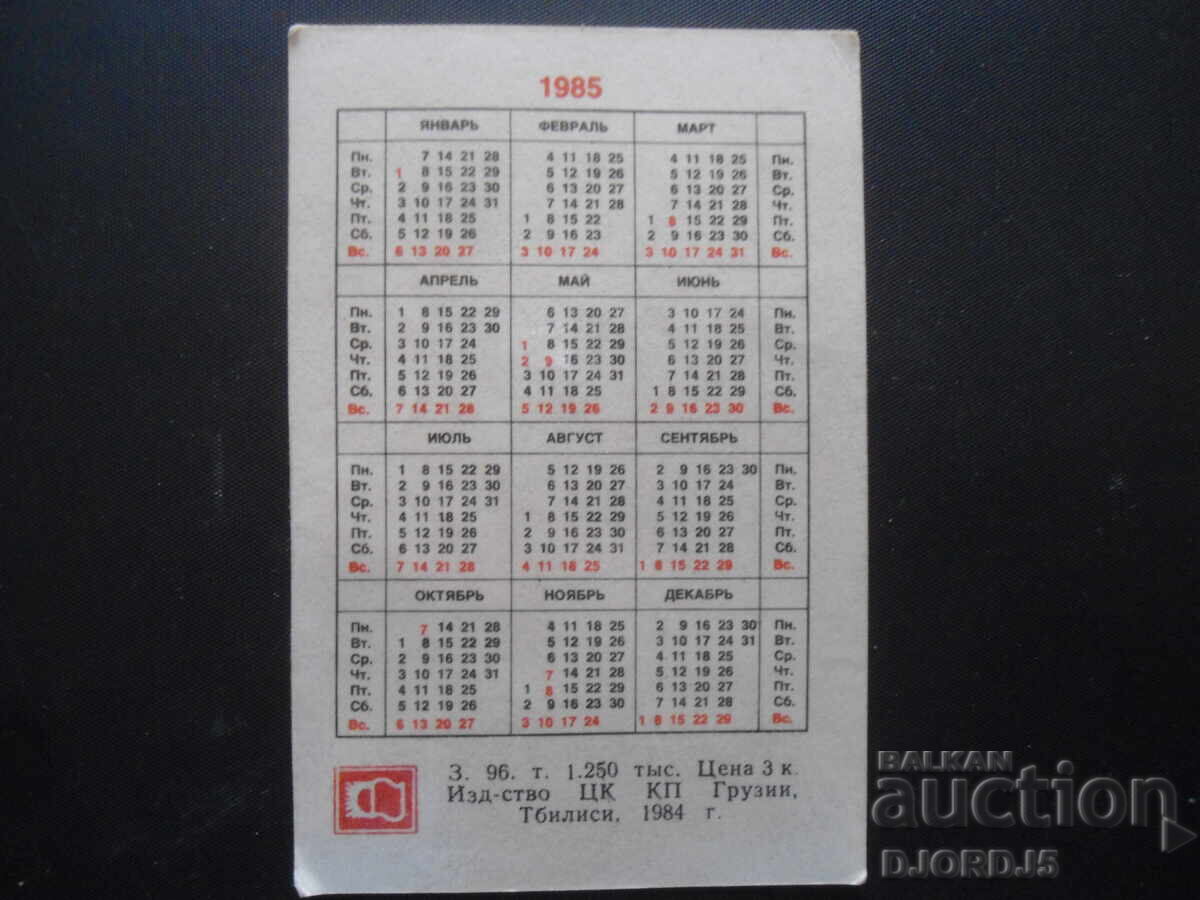 1985
ЯНВАРЬ ФЕВРАЛЬ МАРТ
Пн. 7 14 21 28 4 11 18 25 4 11 18 25 Пн.
Вт. 1 8 15 22 29 5 12 19 26 5 12 19 26 Вт.
Ср. 2 9 16 23 30 6 13 20 27 6 13 20 27 Ср.
Чт. 3 10 17 24 31 7 14 21 28 7 14 21 28 Чт.
Пт. 4 11 18 25 1 8 15 22 1 8 15 22 29 Пт.
Сб. 5 12 19 26 2 9 16 23 2 9 16 23 30 Сб.
Вс. 6 13 20 27 3 10 17 24 3 10 17 24 31 Вс.
АПРЕЛЬ МАЙ ИЮНЬ
Пн. 1 8 15 22 29 6 13 20 27 3 10 17 24 Пн.
Вт. 2 9 16 23 30 7 14 21 28 4 11 18 25 Вт.
Ср. 3 10 17 24 1 8 15 22 29 5 12 19 26 Ср.
Чт. 4 11 18 25 2 9 16 23 30 6 13 20 27 Чт.
Пт. 5 12 19 26 3 10 17 24 31 7 14 21 28 Пт.
Сб. 6 13 20 27 4 11 18 25 1 8 15 22 29 Сб.
Вс. 7 14 21 28 5 12 19 26 2 9 16 23 30 Вс.
ИЮЛЬ АВГУСТ СЕНТЯБРЬ
Пн. 1 8 15 22 29 5 12 19 26 2 9 16 23 30 Пн.
Вт. 2 9 16 23 30 6 13 20 27 3 10 17 24 Вт.
Ср. 3 10 17 24 31 7 14 21 28 4 11 18 25 Ср.
Чт. 4 11 18 25 1 8 15 22 29 5 12 19 26 Чт.
Пт. 5 12 19 26 2 9 16 23 30 6 13 20 27 Пт.
Сб. 6 13 20 27 3 10 17 24 31 7 14 21 28 Сб.
Вс. 7 14 21 28 4 11 18 25 1 8 15 22 29 Вс.
ОКТЯБРЬ НОЯБРЬ ДЕКАБРЬ
Пн. 7 14 21 28 4 11 18 25 2 9 16 23 30 Пн.
Вт. 1 8 15 22 29 5 12 19 26 3 10 17 24 31 Вт.
Ср. 2 9 16 23 30 6 13 20 27 4 11 18 25 Ср.
Чт. 3 10 17 24 31 7 14 21 28 5 12 19 26 Чт.
Пт. 4 11 18 25 1 8 15 22 29 6 13 20 27 Пт.
Сб. 5 12 19 26 2 9 16 23 30 7 14 21 28 Сб.
Вс. 6 13 20 27 3 10 17 24 1 8 15 22 29 Вс.
З. 96. т. 1.250 тыс. Цена 3 к.
Изд-ство ЦК КП Грузии,
Тбилиси, 1984 г.
BALKAN
auction
DJORDJ5